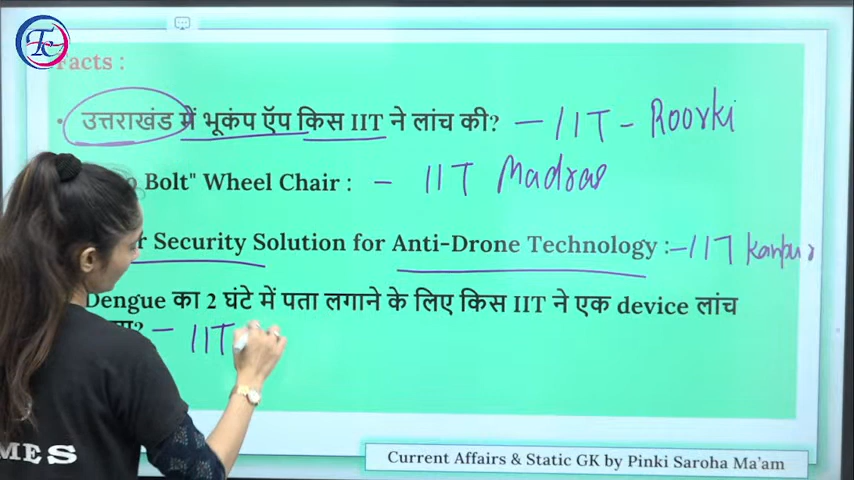 Facts :
• उत्तराखंड में भूकंप ऍप किस IIT ने लांच की? - IIT - Roorki
Bolt" Wheel Chair : - IIT Madras
Security Solution for Anti-Drone Technology : - IIT Kanpur
Dengue का 2 घंटे में पता लगाने के लिए किस IIT ने एक device लांच
- IIT
MES
Current Affairs & Static GK by Pinki Saroha Ma'am